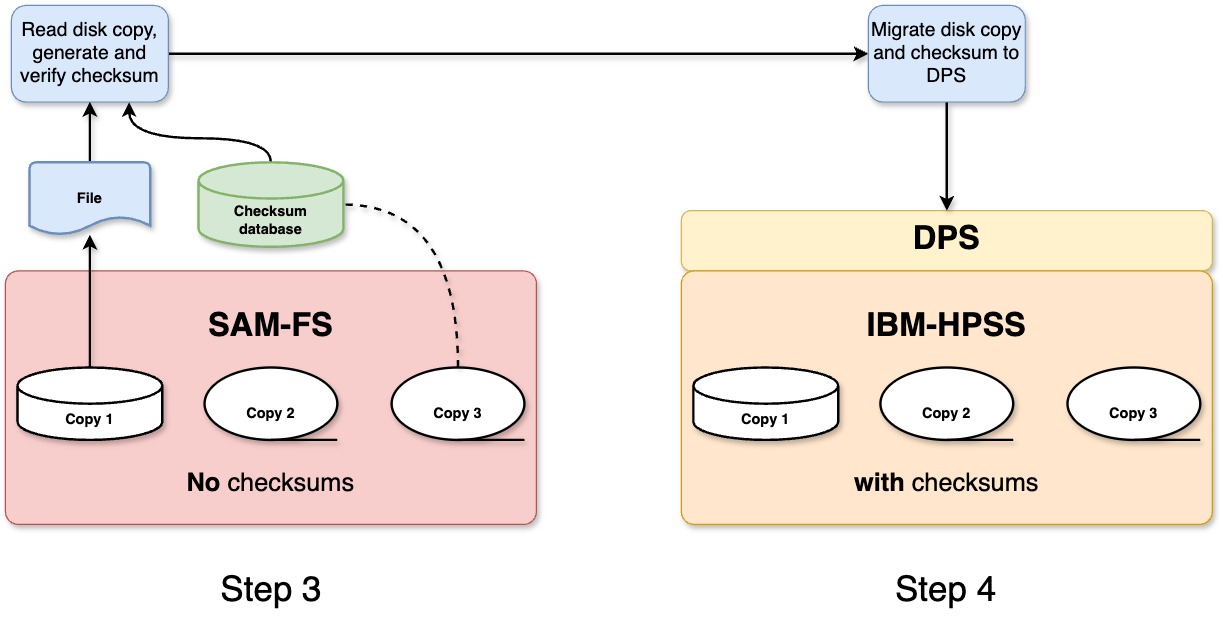 Read disk copy,
generate and
verify checksum
Migrate disk copy
and checksum to
DPS
File
Checksum
database
SAM-FS
Copy 1
Copy 2
Copy 3
No checksums
DPS
IBM-HPSS
Copy 1
Copy 2
Copy 3
with checksums
Step 3
Step 4